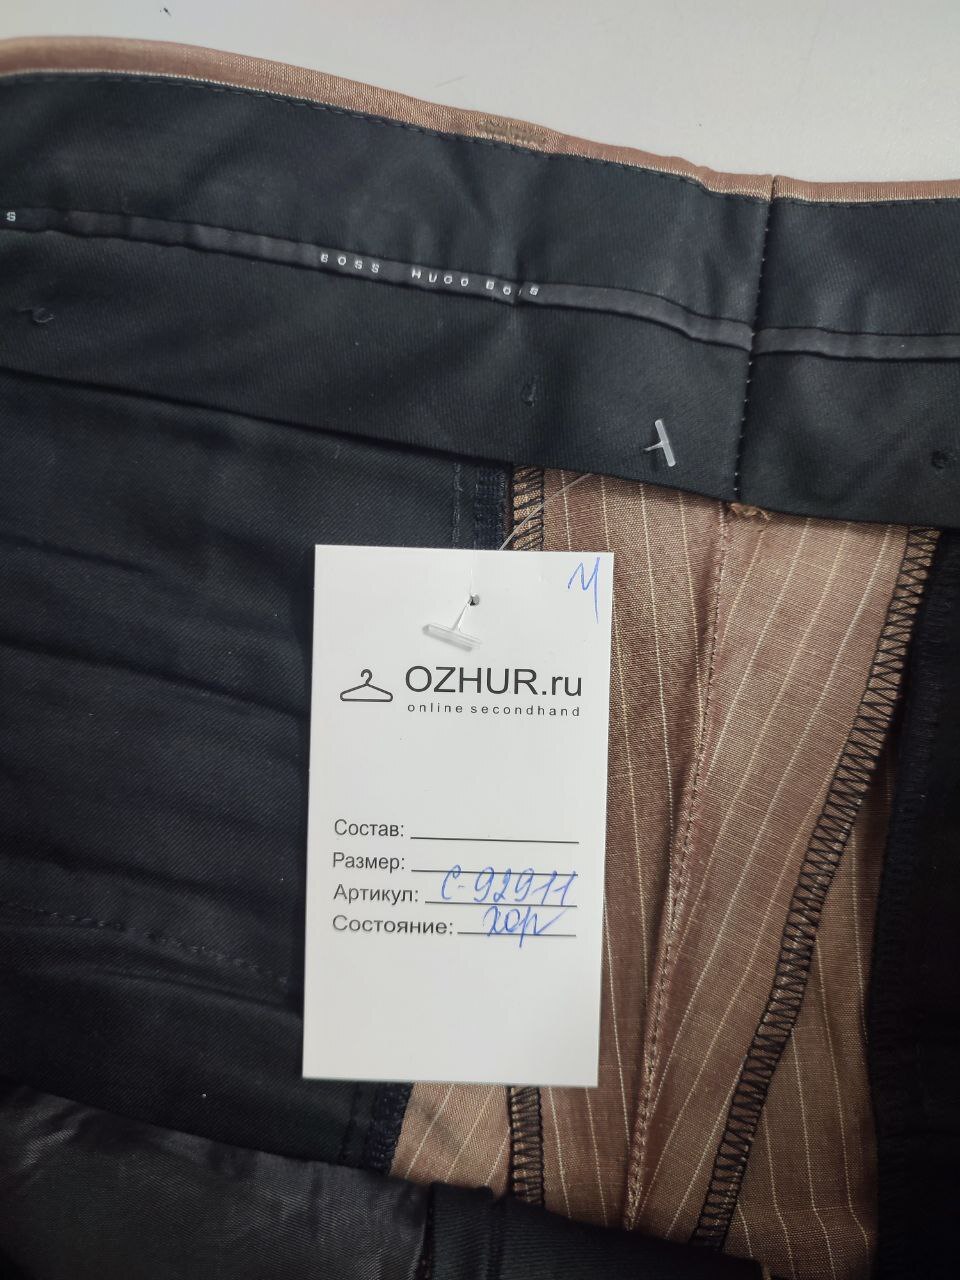 S
BOSS HUGO BOSS
М
OZHUR.ru
online secondhand
Состав:
Размер:
Артикул: С-92911
Состояние: хор